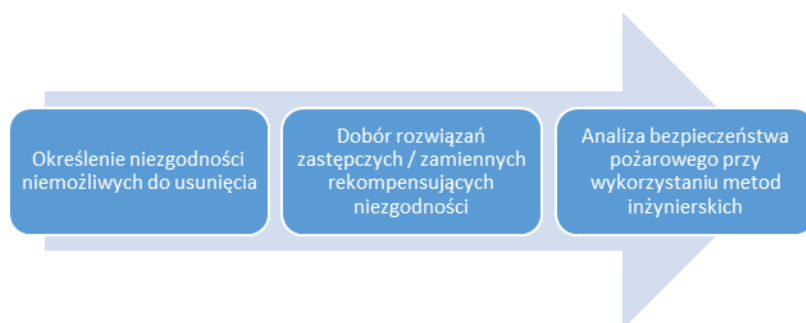 Określenie niezgodności
niemożliwych do usunięcia
Dobór rozwiązań
zastępczych / zamiennych
rekompensujących
niezgodności
Analiza bezpieczeństwa
pożarowego przy
wykorzystaniu metod
inżynierskich